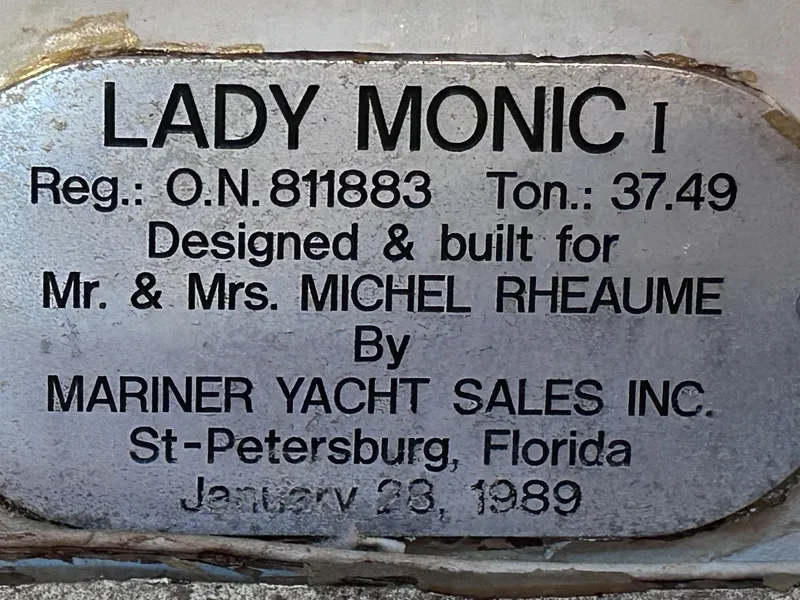 LADY MONIC I
Reg.: O.N. 811883 Ton.: 37.49
Designed & built for
Mr. & Mrs. MICHEL RHEAUME
By
MARINER YACHT SALES INC.
St-Petersburg, Florida
January 28, 1989